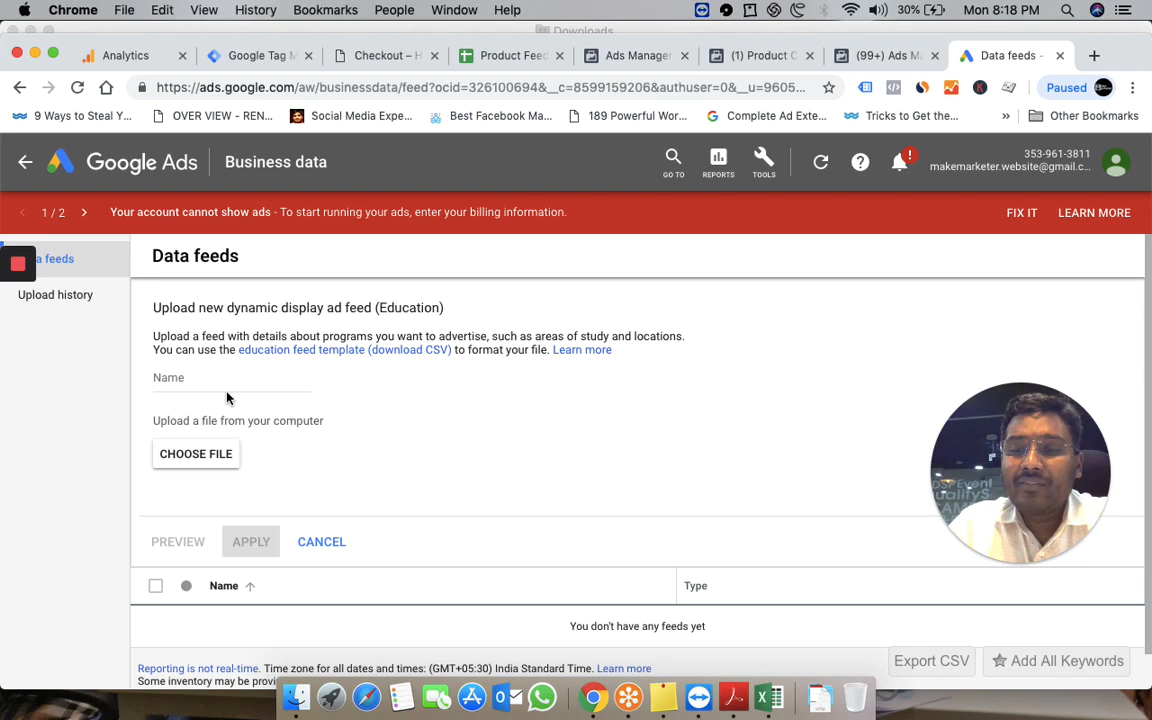 Chrome File Edit View History Bookmarks People Window Help 30% Mon 8:18 PM
Downloads
Analytics Google Tag M Checkout – H Product Feed Ads Manager (1) Product C (99+) Ads Ma Data feeds -
https://ads.google.com/aw/businessdata/feed?ocid=326100694&__c=8599159206&authuser=0&__u=9605... Paused
9 Ways to Steal Y... OVER VIEW - REN... Social Media Expe... Best Facebook Ma... 189 Powerful Wor... Complete Ad Exte... Tricks to Get the... » Other Bookmarks
Google Ads Business data GO TO REPORTS TOOLS 353-961-3811
makemarketer.website@gmail.c...
1 / 2 Your account cannot show ads - To start running your ads, enter your billing information. FIX IT LEARN MORE
a feeds
Upload history
Data feeds
Upload new dynamic display ad feed (Education)
Upload a feed with details about programs you want to advertise, such as areas of study and locations.
You can use the education feed template (download CSV) to format your file. Learn more
Name
Upload a file from your computer
CHOOSE FILE
PREVIEW APPLY CANCEL
Name Type
You don't have any feeds yet
Reporting is not real-time. Time zone for all dates and times: (GMT+05:30) India Standard Time. Learn more
Some inventory may be provi
Export CSV Add All Keywords